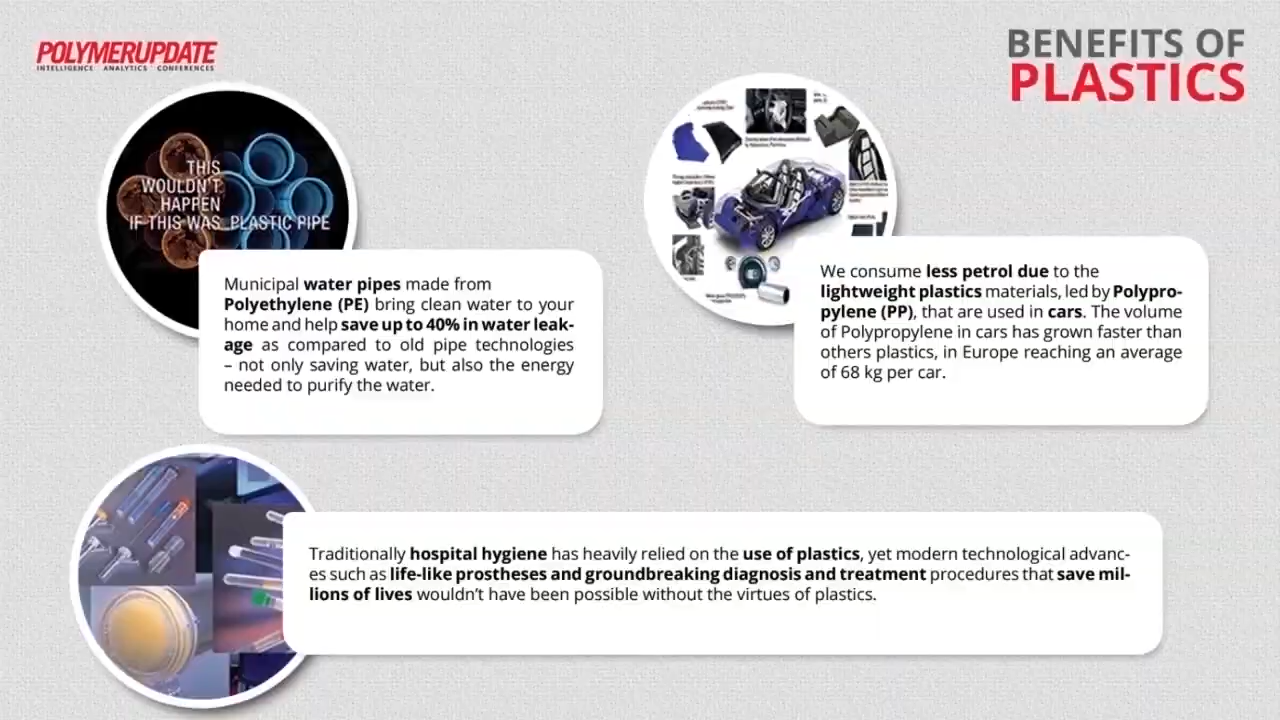 POLYMERUPDATE
INTELLIGENCE ANALYTICS CONFERENCES
BENEFITS OF
PLASTICS
THIS
WOULDN'T
HAPPEN
IF THIS WAS PLASTIC PIPE
Municipal water pipes made from
Polyethylene (PE) bring clean water to your
home and help save up to 40% in water leak-
age as compared to old pipe technologies
– not only saving water, but also the energy
needed to purify the water.
We consume less petrol due to the
lightweight plastics materials, led by Polypro-
pylene (PP), that are used in cars. The volume
of Polypropylene in cars has grown faster than
others plastics, in Europe reaching an average
of 68 kg per car.
Traditionally hospital hygiene has heavily relied on the use of plastics, yet modern technological advanc-
es such as life-like prostheses and groundbreaking diagnosis and treatment procedures that save mil-
lions of lives wouldn't have been possible without the virtues of plastics.